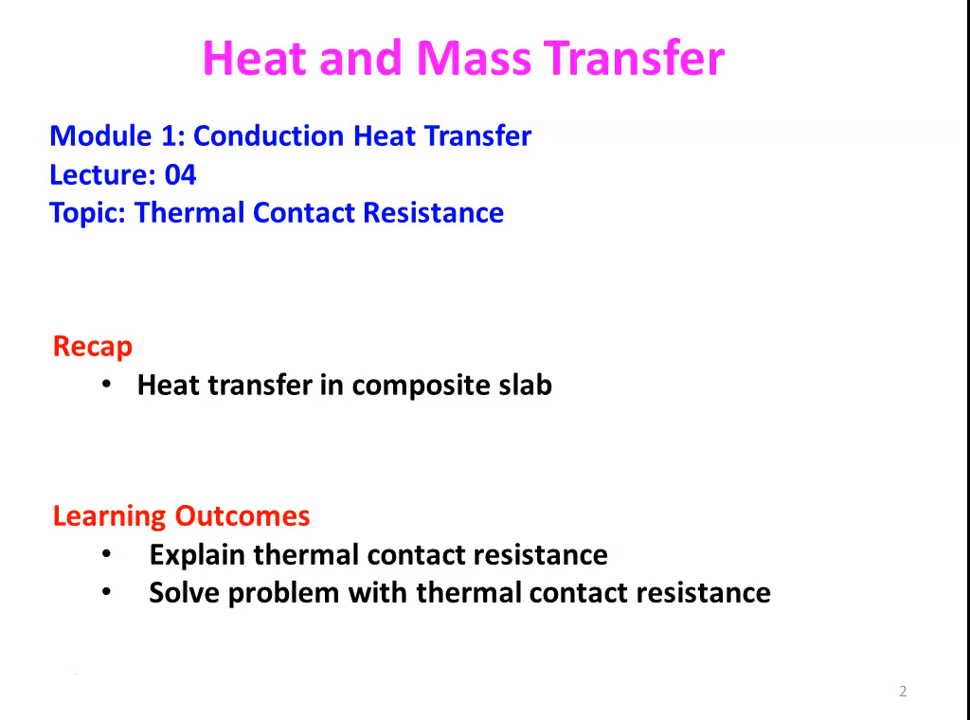 Heat and Mass Transfer
Module 1: Conduction Heat Transfer
Lecture: 04
Topic: Thermal Contact Resistance
Recap
• Heat transfer in composite slab
Learning Outcomes
• Explain thermal contact resistance
• Solve problem with thermal contact resistance
2